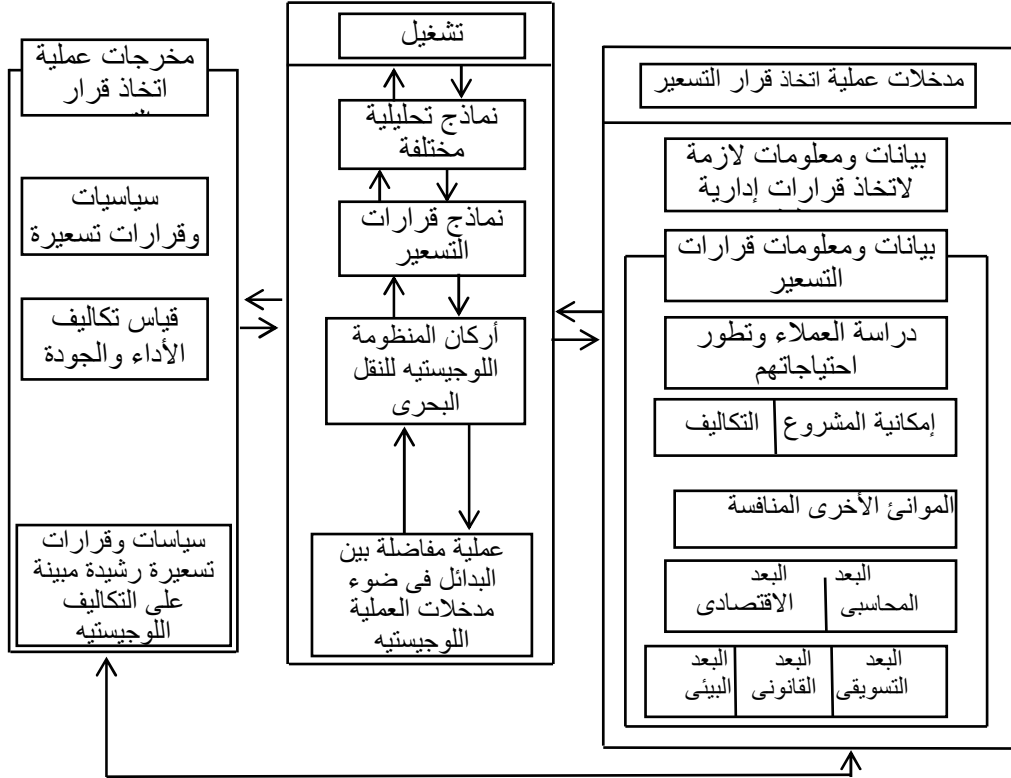 مدخلات عملية اتخاذ قرار التسعير
بيانات ومعلومات لازمة
لاتخاذ قرارات إدارية
بيانات ومعلومات قرارات
التسعير
دراسة العملاء وتطور
احتياجاتهم
إمكانية المشروع
التكاليف
الموانئ الأخرى المنافسة
البعد
المحاسبى
البعد
الاقتصادى
البعد
التسويقى
البعد
القانونى
البعد
البيئى
تشغيل
نماذج تحليلية
مختلفة
نماذج قرارات
التسعير
أركان المنظومة
اللوجيستيه للنقل
البحرى
عملية مفاضلة بين
البدائل فى ضوء
مدخلات العملية
اللوجيستيه
مخرجات عملية
اتخاذ قرار
سياسيات
وقرارات تسعيرة
قياس تكاليف
الأداء والجودة
سياسات وقرارات
تسعيرة رشيدة مبينة
على التكاليف
اللوجيستيه